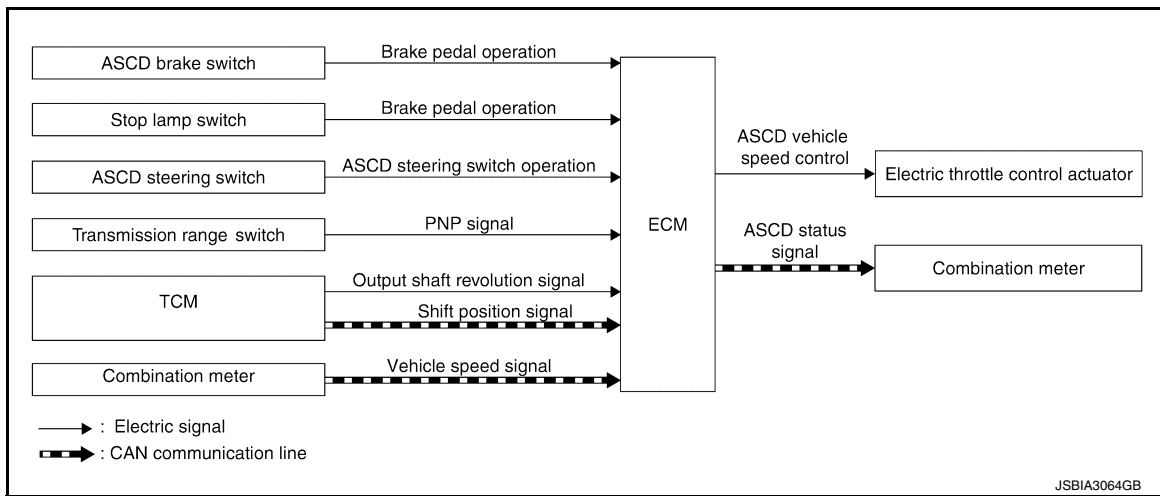 ASCD brake switch
Brake pedal operation
Stop lamp switch
Brake pedal operation
ASCD steering switch
ASCD steering switch operation
Transmission range switch
PNP signal
TCM
Output shaft revolution signal
Shift position signal
Combination meter
Vehicle speed signal
ECM
ASCD vehicle
speed control
Electric throttle control actuator
ASCD status
signal
Combination meter
: Electric signal
: CAN communication line
JSBIA3064GB